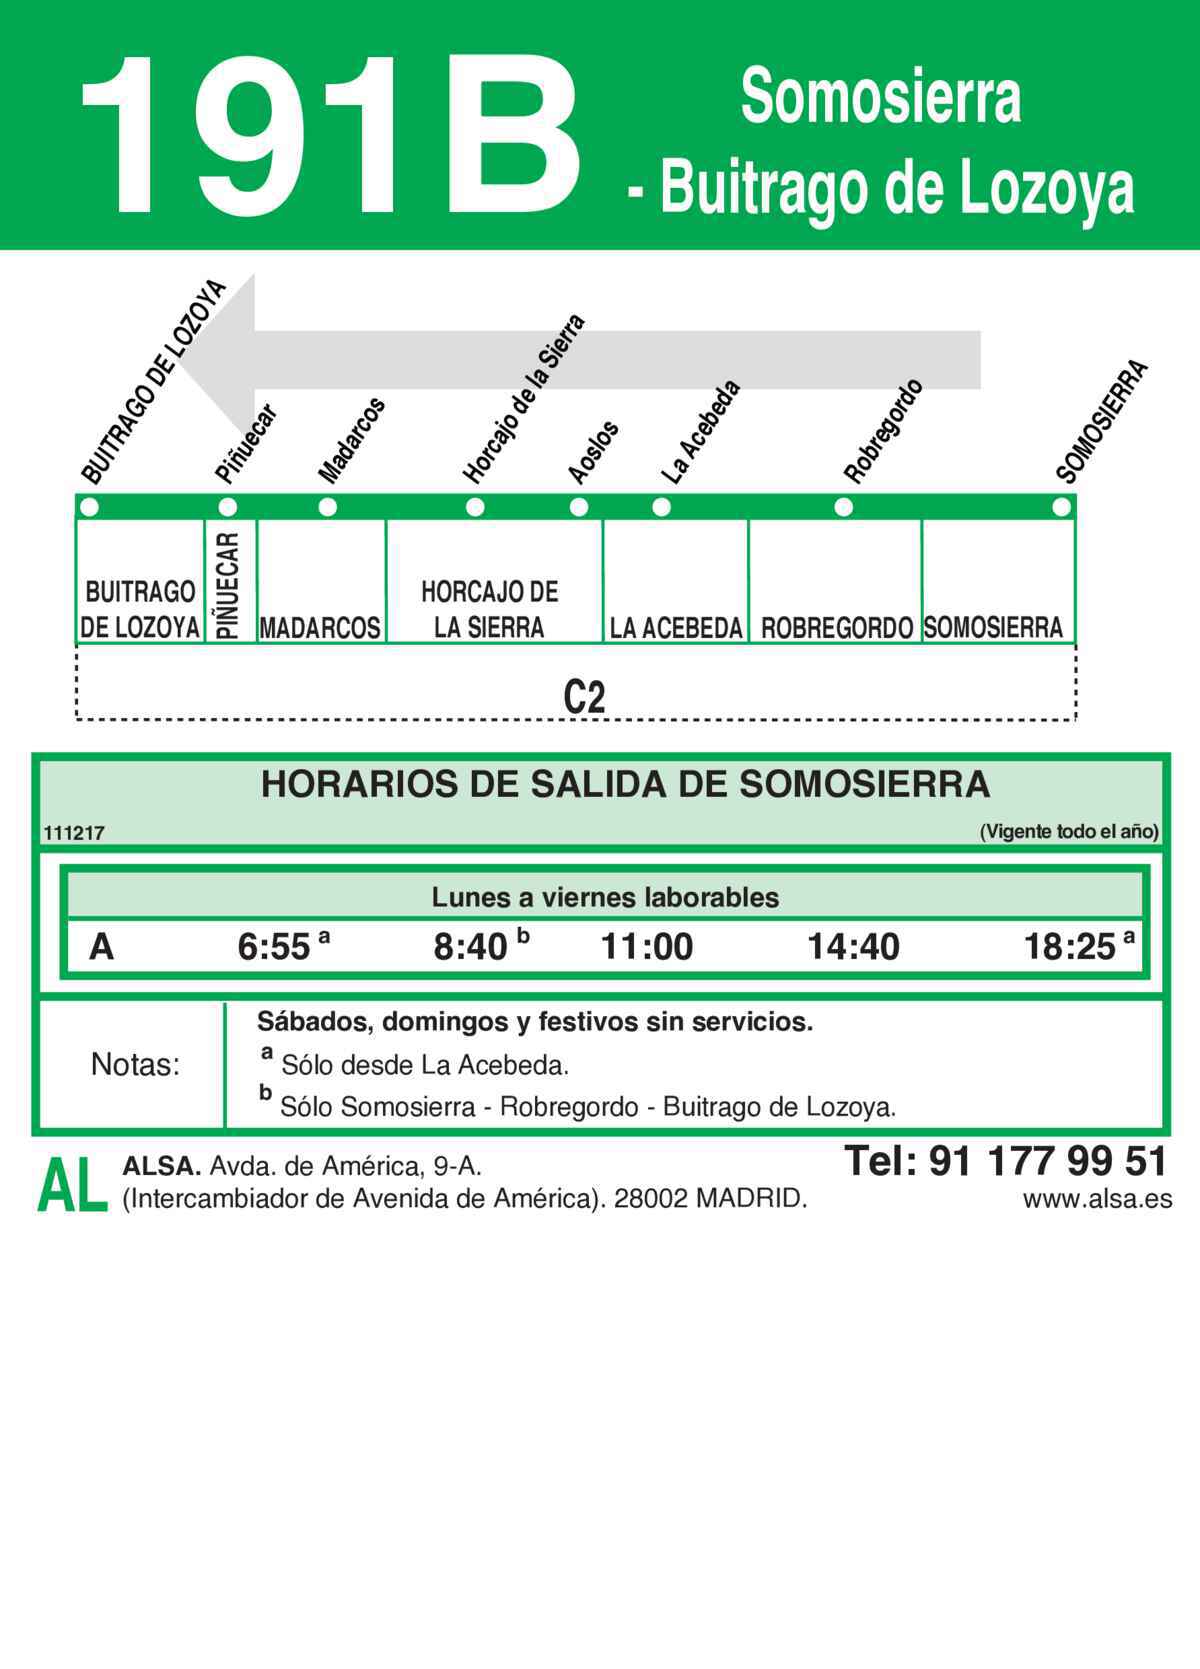 191B
Somosierra
- Buitrago de Lozoya
BUITRAGO DE LOZOYA
Piñuecar
Madarcos
Horcajo de la Sierra
Aoslos
La Acebeda
Robregordo
SOMOSIERRA
BUITRAGO
DE LOZOYA
PIÑUECAR
MADARCOS
HORCAJO DE
LA SIERRA
LA ACEBEDA
ROBREGORDO
SOMOSIERRA
C2
HORARIOS DE SALIDA DE SOMOSIERRA
111217 (Vigente todo el año)
Lunes a viernes laborables
A 6:55 a 8:40 b 11:00 14:40 18:25 a
Notas:
Sábados, domingos y festivos sin servicios.
a Sólo desde La Acebeda.
b Sólo Somosierra - Robregordo - Buitrago de Lozoya.
AL
ALSA. Avda. de América, 9-A.
(Intercambiador de Avenida de América). 28002 MADRID.
Tel: 91 177 99 51
www.alsa.es